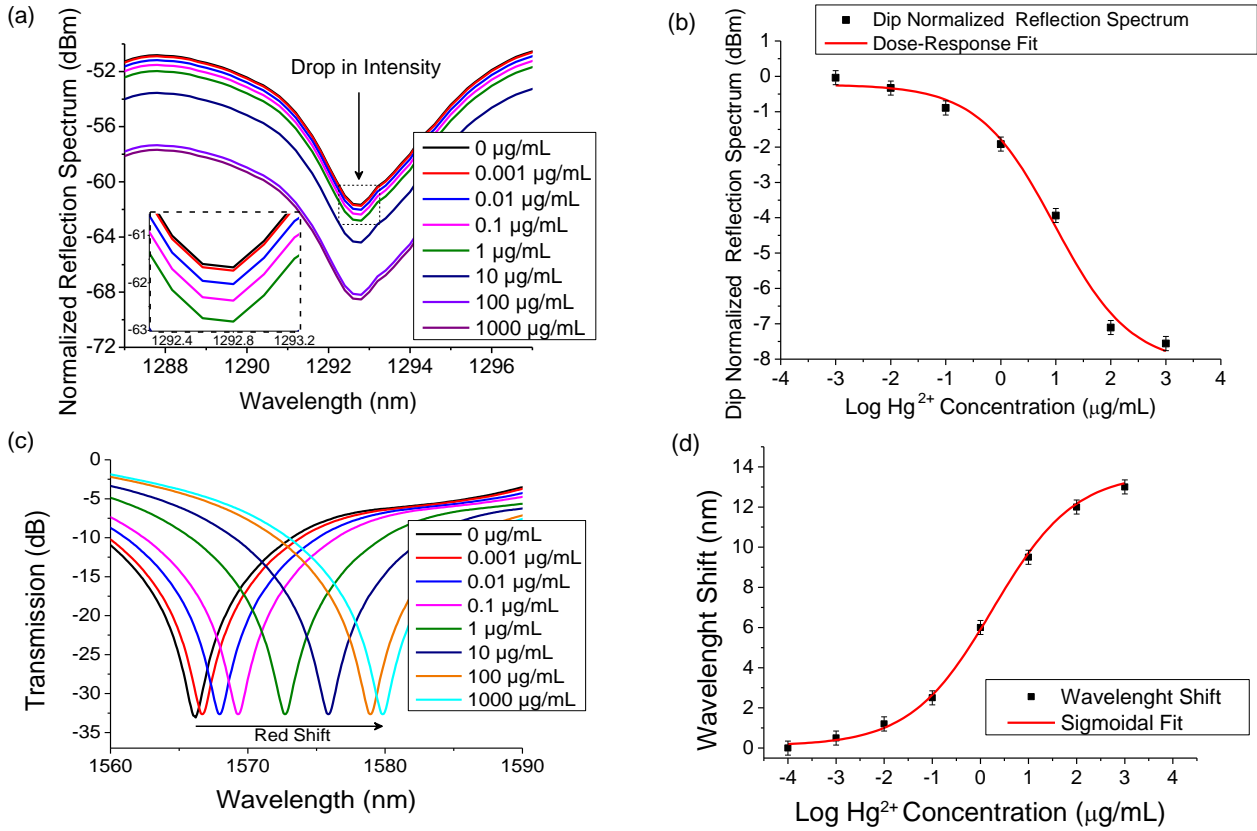 (a)
Normalized Reflection Spectrum (dBm)
-52
-56
-60
-64
-68
-72
Drop in Intensity
0 µg/mL
0.001 µg/mL
0.01 µg/mL
0.1 µg/mL
1 µg/mL
10 µg/mL
100 µg/mL
1000 µg/mL
-61
-62
-63
1292.4 1292.8 1293.2
1288 1290 1292 1294 1296
Wavelength (nm)
(b)
Dip Normalized Reflection Spectrum
Dose-Response Fit
Dip Normalized Reflection Spectrum (dBm)
1
0
-1
-2
-3
-4
-5
-6
-7
-8
-4 -3 -2 -1 0 1 2 3 4
Log Hg²⁺ Concentration (µg/mL)
(c)
Transmission (dB)
0
-5
-10
-15
-20
-25
-30
-35
0 µg/mL
0.001 µg/mL
0.01 µg/mL
0.1 µg/mL
1 µg/mL
10 µg/mL
100 µg/mL
1000 µg/mL
Red Shift
1560 1570 1580 1590
Wavelength (nm)
(d)
Wavelenght Shift (nm)
14
12
10
8
6
4
2
0
Wavelenght Shift
Sigmoidal Fit
-4 -3 -2 -1 0 1 2 3 4
Log Hg²⁺ Concentration (µg/mL)